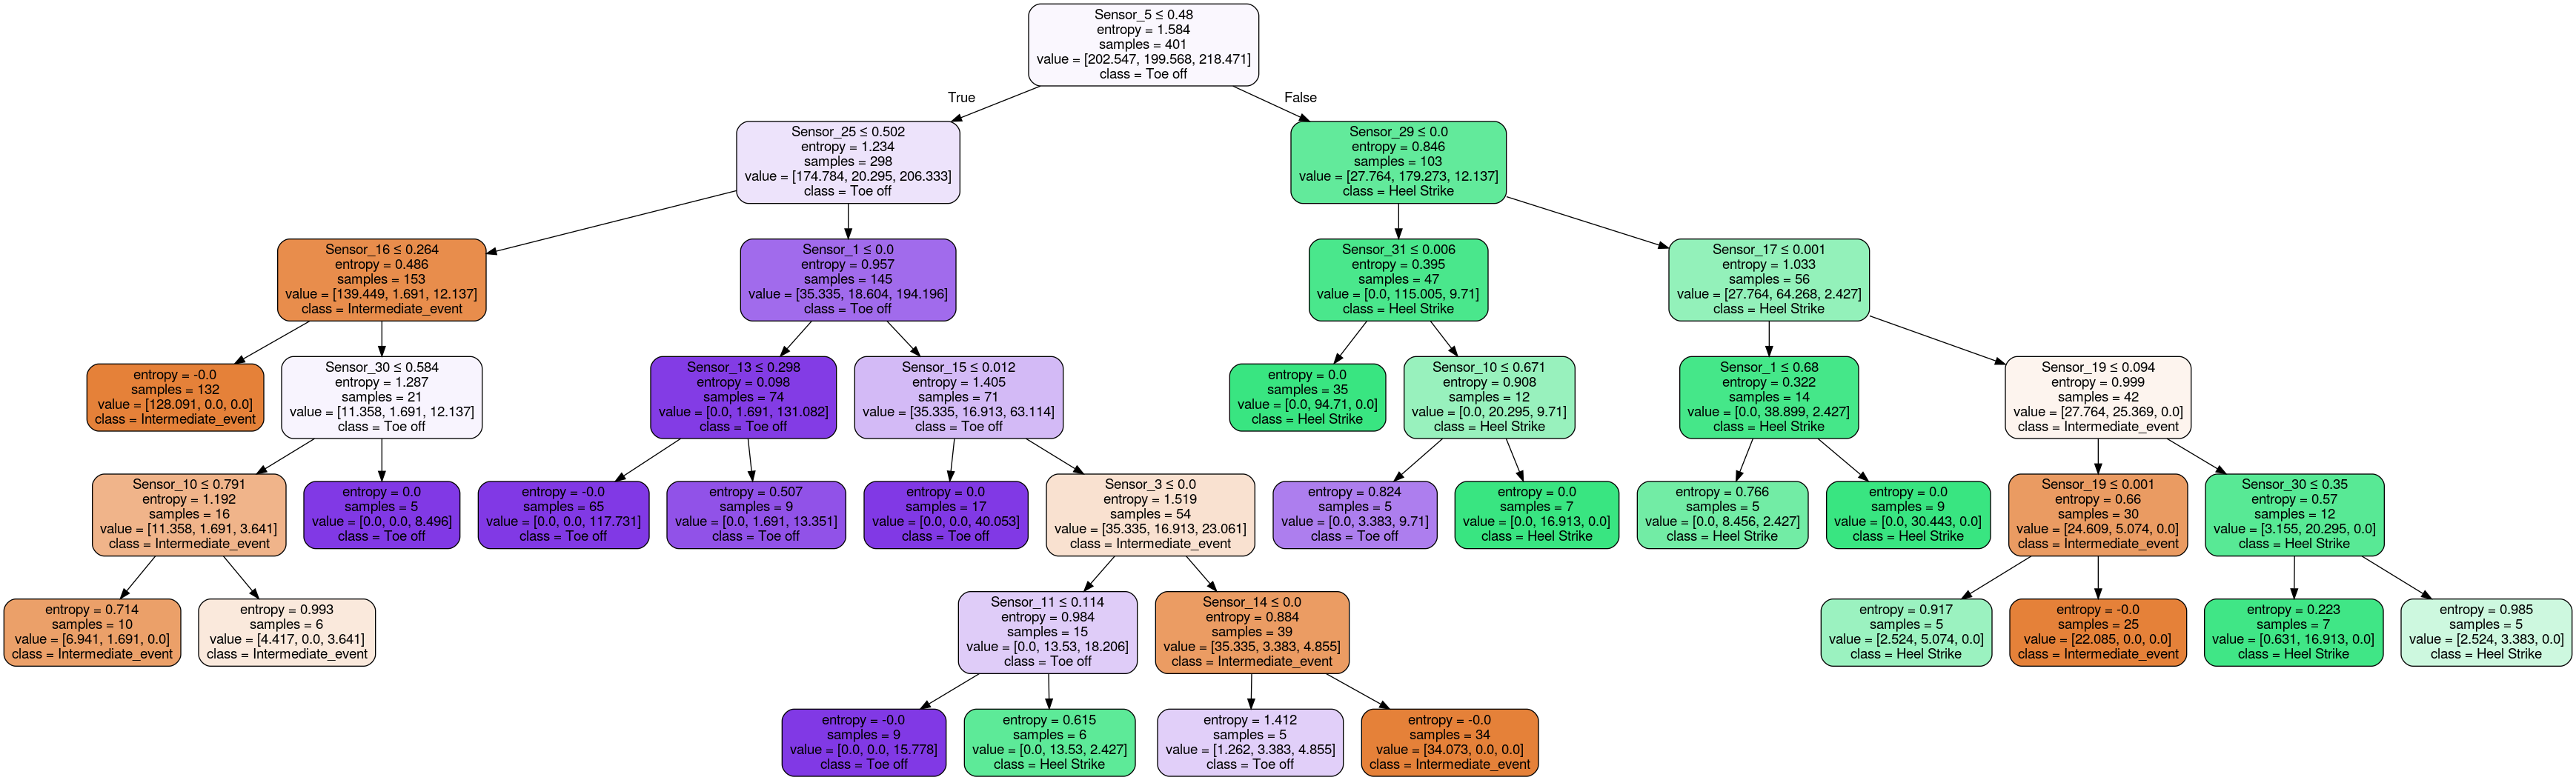 Sensor_5 ≤ 0.48
entropy = 1.584
samples = 401
value = [202.547, 199.568, 218.471]
class = Toe off
True
False
Sensor_25 ≤ 0.502
entropy = 1.234
samples = 298
value = [174.784, 20.295, 206.333]
class = Toe off
Sensor_29 ≤ 0.0
entropy = 0.846
samples = 103
value = [27.764, 179.273, 12.137]
class = Heel Strike
Sensor_16 ≤ 0.264
entropy = 0.486
samples = 153
value = [139.449, 1.691, 12.137]
class = Intermediate_event
Sensor_1 ≤ 0.0
entropy = 0.957
samples = 145
value = [35.335, 18.604, 194.196]
class = Toe off
Sensor_31 ≤ 0.006
entropy = 0.395
samples = 47
value = [0.0, 115.005, 9.71]
class = Heel Strike
Sensor_17 ≤ 0.001
entropy = 1.033
samples = 56
value = [27.764, 64.268, 2.427]
class = Heel Strike
entropy = -0.0
samples = 132
value = [128.091, 0.0, 0.0]
class = Intermediate_event
Sensor_30 ≤ 0.584
entropy = 1.287
samples = 21
value = [11.358, 1.691, 12.137]
class = Toe off
Sensor_13 ≤ 0.298
entropy = 0.098
samples = 74
value = [0.0, 1.691, 131.082]
class = Toe off
Sensor_15 ≤ 0.012
entropy = 1.405
samples = 71
value = [35.335, 16.913, 63.114]
class = Toe off
entropy = 0.0
samples = 35
value = [0.0, 94.71, 0.0]
class = Heel Strike
Sensor_10 ≤ 0.671
entropy = 0.908
samples = 12
value = [0.0, 20.295, 9.71]
class = Heel Strike
Sensor_1 ≤ 0.68
entropy = 0.322
samples = 14
value = [0.0, 38.899, 2.427]
class = Heel Strike
Sensor_19 ≤ 0.094
entropy = 0.999
samples = 42
value = [27.764, 25.369, 0.0]
class = Intermediate_event
Sensor_10 ≤ 0.791
entropy = 1.192
samples = 16
value = [11.358, 1.691, 3.641]
class = Intermediate_event
entropy = 0.0
samples = 5
value = [0.0, 0.0, 8.496]
class = Toe off
entropy = -0.0
samples = 65
value = [0.0, 0.0, 117.731]
class = Toe off
entropy = 0.507
samples = 9
value = [0.0, 1.691, 13.351]
class = Toe off
entropy = 0.0
samples = 17
value = [0.0, 0.0, 40.053]
class = Toe off
Sensor_3 ≤ 0.0
entropy = 1.519
samples = 54
value = [35.335, 16.913, 23.061]
class = Intermediate_event
entropy = 0.824
samples = 5
value = [0.0, 3.383, 9.71]
class = Toe off
entropy = 0.0
samples = 7
value = [0.0, 16.913, 0.0]
class = Heel Strike
entropy = 0.766
samples = 5
value = [0.0, 8.456, 2.427]
class = Heel Strike
entropy = 0.0
samples = 9
value = [0.0, 30.443, 0.0]
class = Heel Strike
Sensor_19 ≤ 0.001
entropy = 0.66
samples = 30
value = [24.609, 5.074, 0.0]
class = Intermediate_event
Sensor_30 ≤ 0.35
entropy = 0.57
samples = 12
value = [3.155, 20.295, 0.0]
class = Heel Strike
entropy = 0.714
samples = 10
value = [6.941, 1.691, 0.0]
class = Intermediate_event
entropy = 0.993
samples = 6
value = [4.417, 0.0, 3.641]
class = Intermediate_event
Sensor_11 ≤ 0.114
entropy = 0.984
samples = 15
value = [0.0, 13.53, 18.206]
class = Toe off
Sensor_14 ≤ 0.0
entropy = 0.884
samples = 39
value = [35.335, 3.383, 4.855]
class = Intermediate_event
entropy = 0.917
samples = 5
value = [2.524, 5.074, 0.0]
class = Heel Strike
entropy = -0.0
samples = 25
value = [22.085, 0.0, 0.0]
class = Intermediate_event
entropy = 0.223
samples = 7
value = [0.631, 16.913, 0.0]
class = Heel Strike
entropy = 0.985
samples = 5
value = [2.524, 3.383, 0.0]
class = Heel Strike
entropy = -0.0
samples = 9
value = [0.0, 0.0, 15.778]
class = Toe off
entropy = 0.615
samples = 6
value = [0.0, 13.53, 2.427]
class = Heel Strike
entropy = 1.412
samples = 5
value = [1.262, 3.383, 4.855]
class = Toe off
entropy = -0.0
samples = 34
value = [34.073, 0.0, 0.0]
class = Intermediate_event